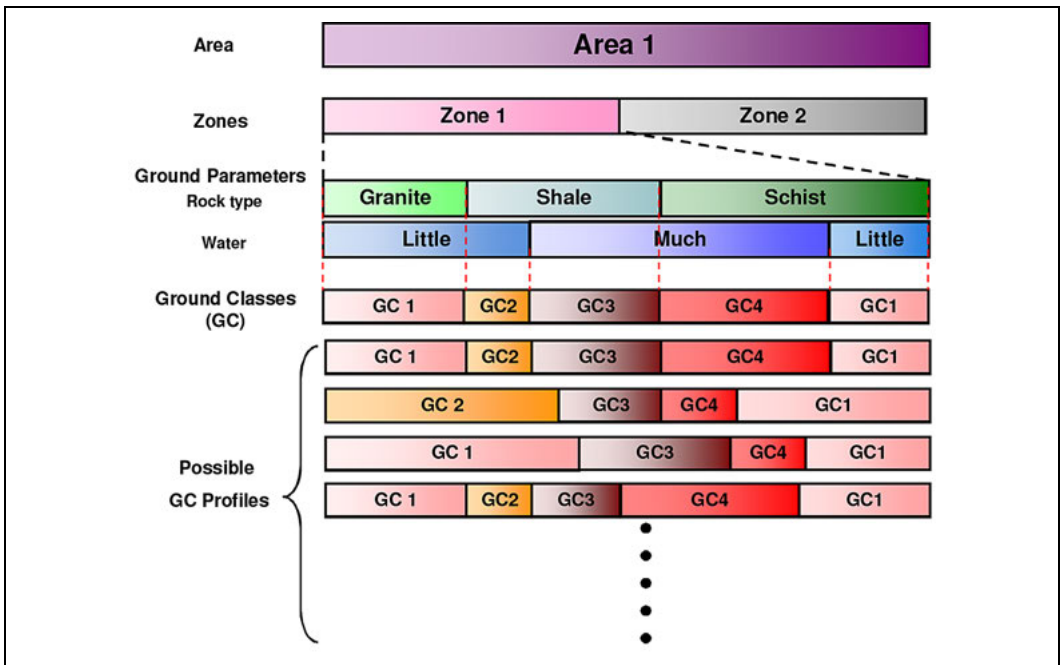 Area
Area 1
Zones
Zone 1 Zone 2
Ground Parameters
Rock type
Granite Shale Schist
Water
Little Much Little
Ground Classes
(GC)
GC 1 GC2 GC3 GC4 GC1
GC 1 GC2 GC3 GC4 GC1
GC 2 GC3 GC4 GC1
Possible
GC Profiles
GC 1 GC3 GC4 GC1
GC 1 GC2 GC3 GC4 GC1